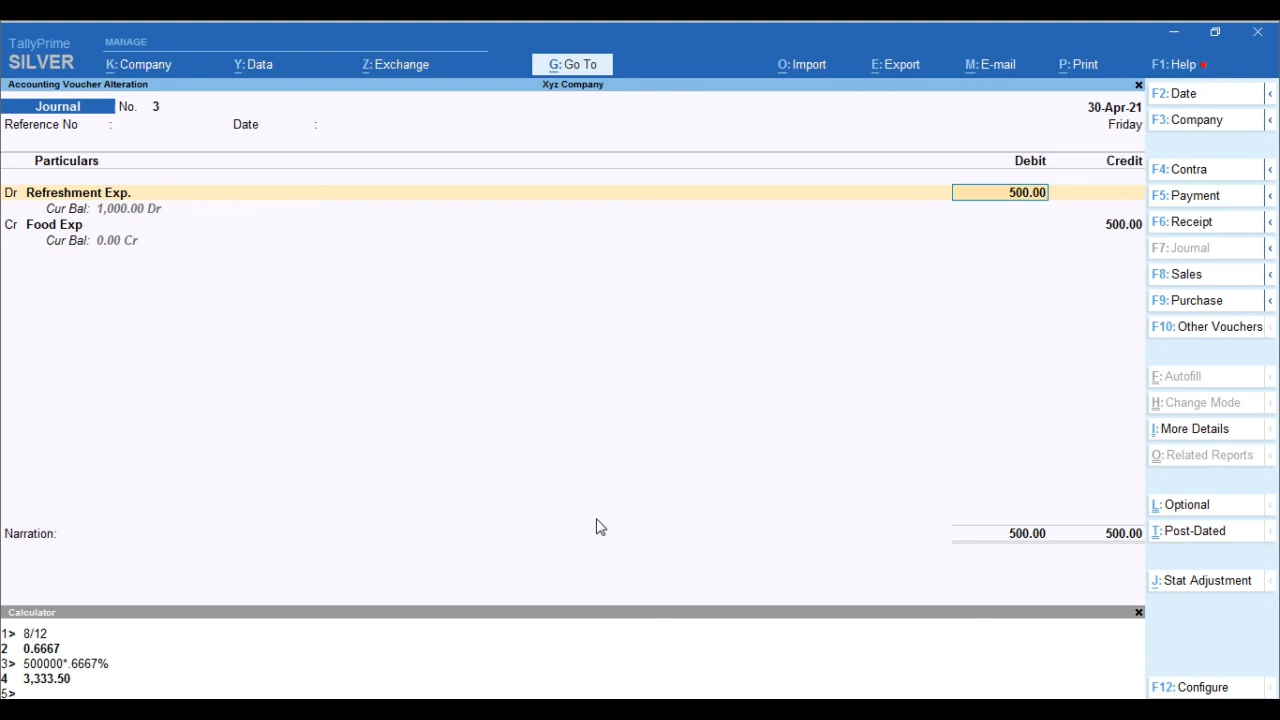 TallyPrime
SILVER
MANAGE
K: Company Y: Data Z: Exchange G: Go To O: Import E: Export M: E-mail P: Print F1: Help
Accounting Voucher Alteration Xyz Company
Journal No. 3 30-Apr-21
Reference No : Date : Friday
Particulars Debit Credit
Dr Refreshment Exp. 500.00
Cur Bal: 1,000.00 Dr
Cr Food Exp 500.00
Cur Bal: 0.00 Cr
Narration: 500.00 500.00
Calculator
1> 8/12
2 0.6667
3> 500000*.6667%
4 3,333.50
5>
F2: Date
F3: Company
F4: Contra
F5: Payment
F6: Receipt
F7: Journal
F8: Sales
F9: Purchase
F10: Other Vouchers
F: Autofill
H: Change Mode
I: More Details
O: Related Reports
L: Optional
T: Post-Dated
J: Stat Adjustment
F12: Configure